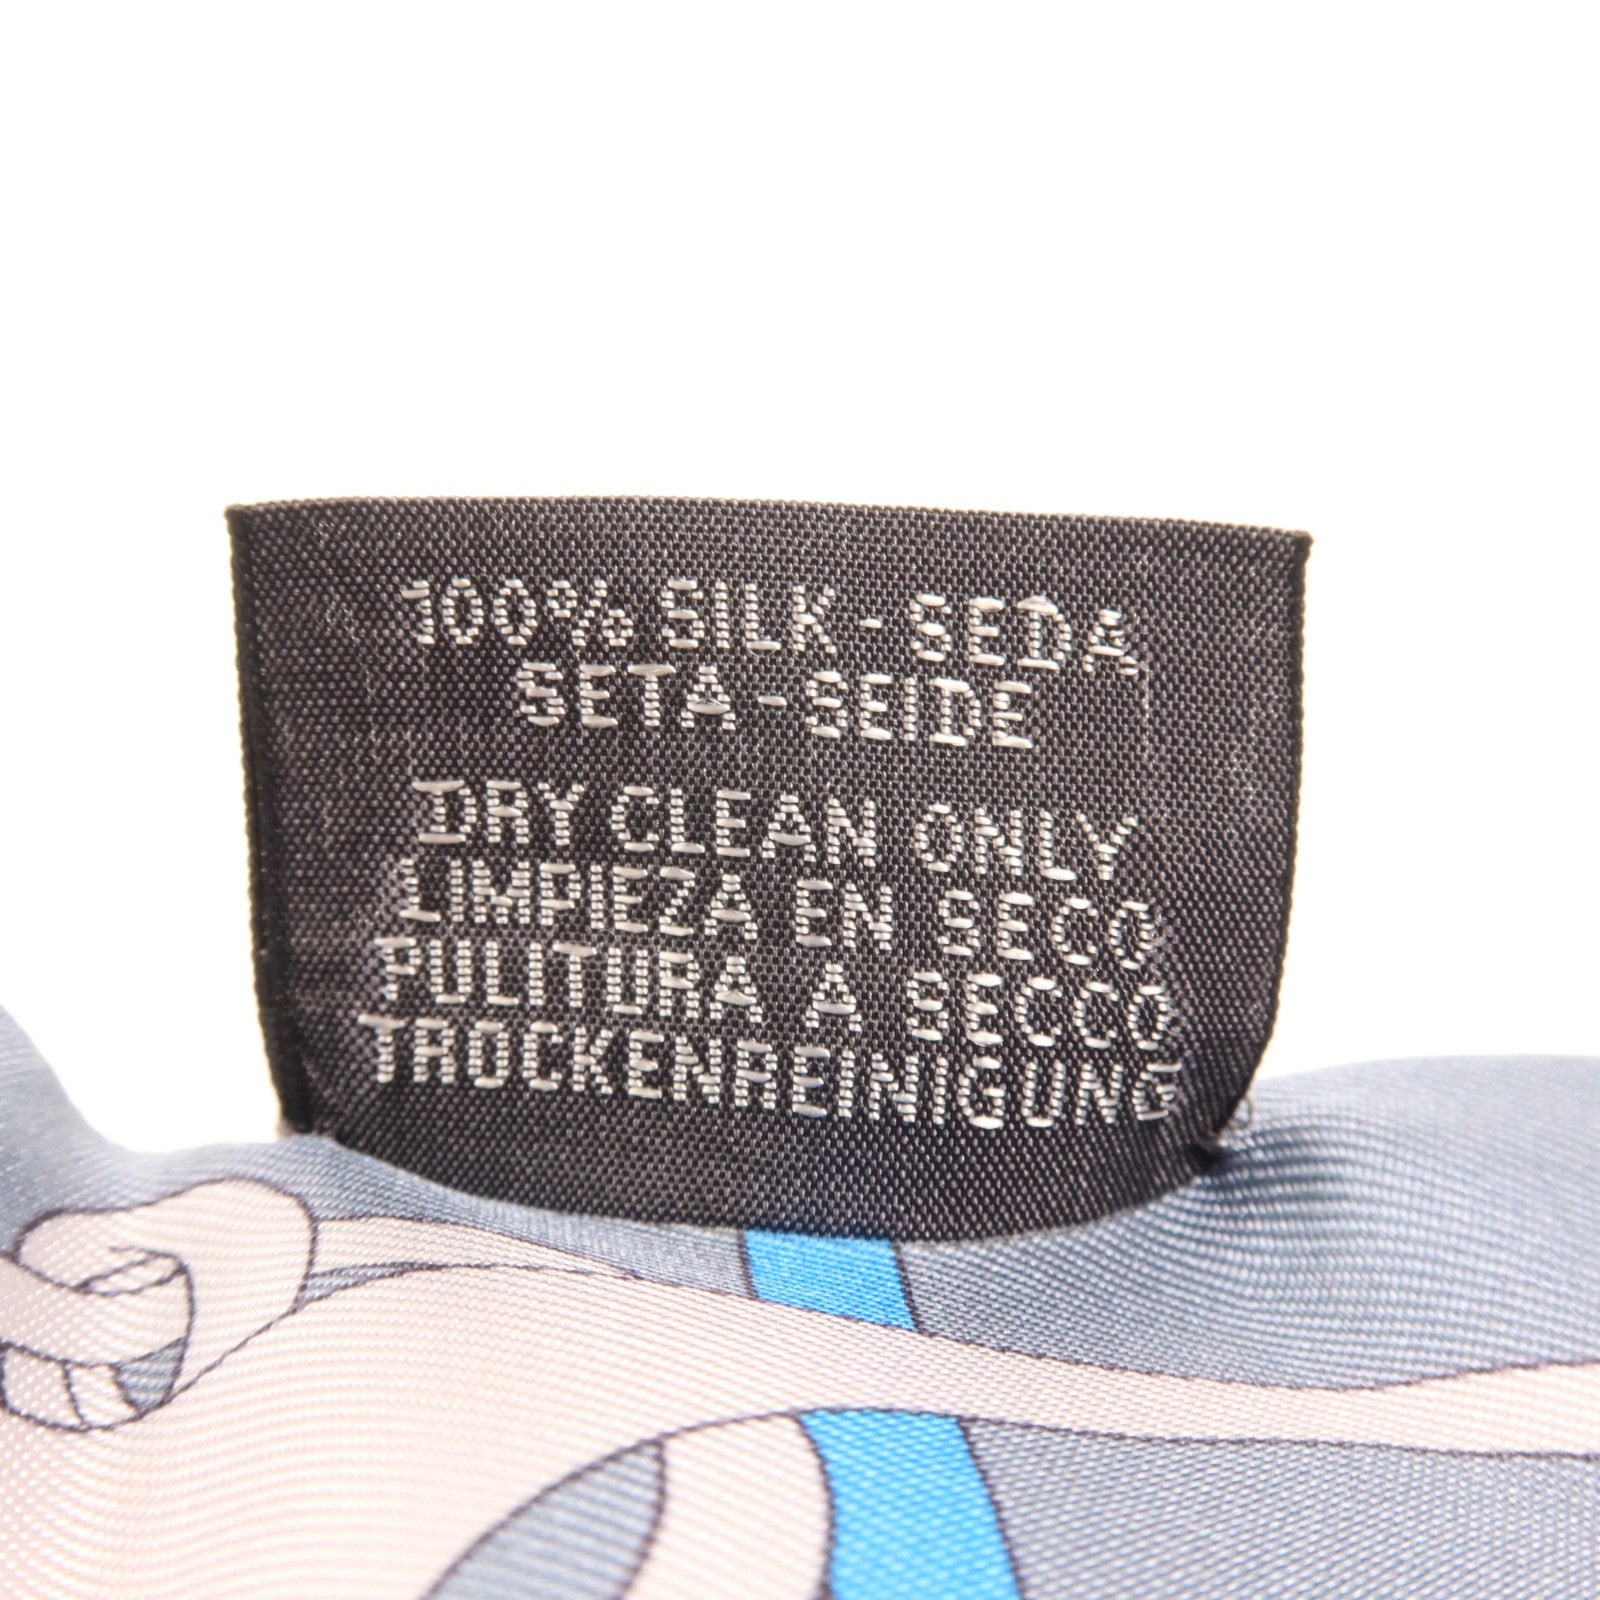 100% SILK - SEDA
SETA - SEIDE
DRY CLEAN ONLY
LIMPIEZA EN SECO
PULITURA A SECCO
TROCKENREINIGUNG